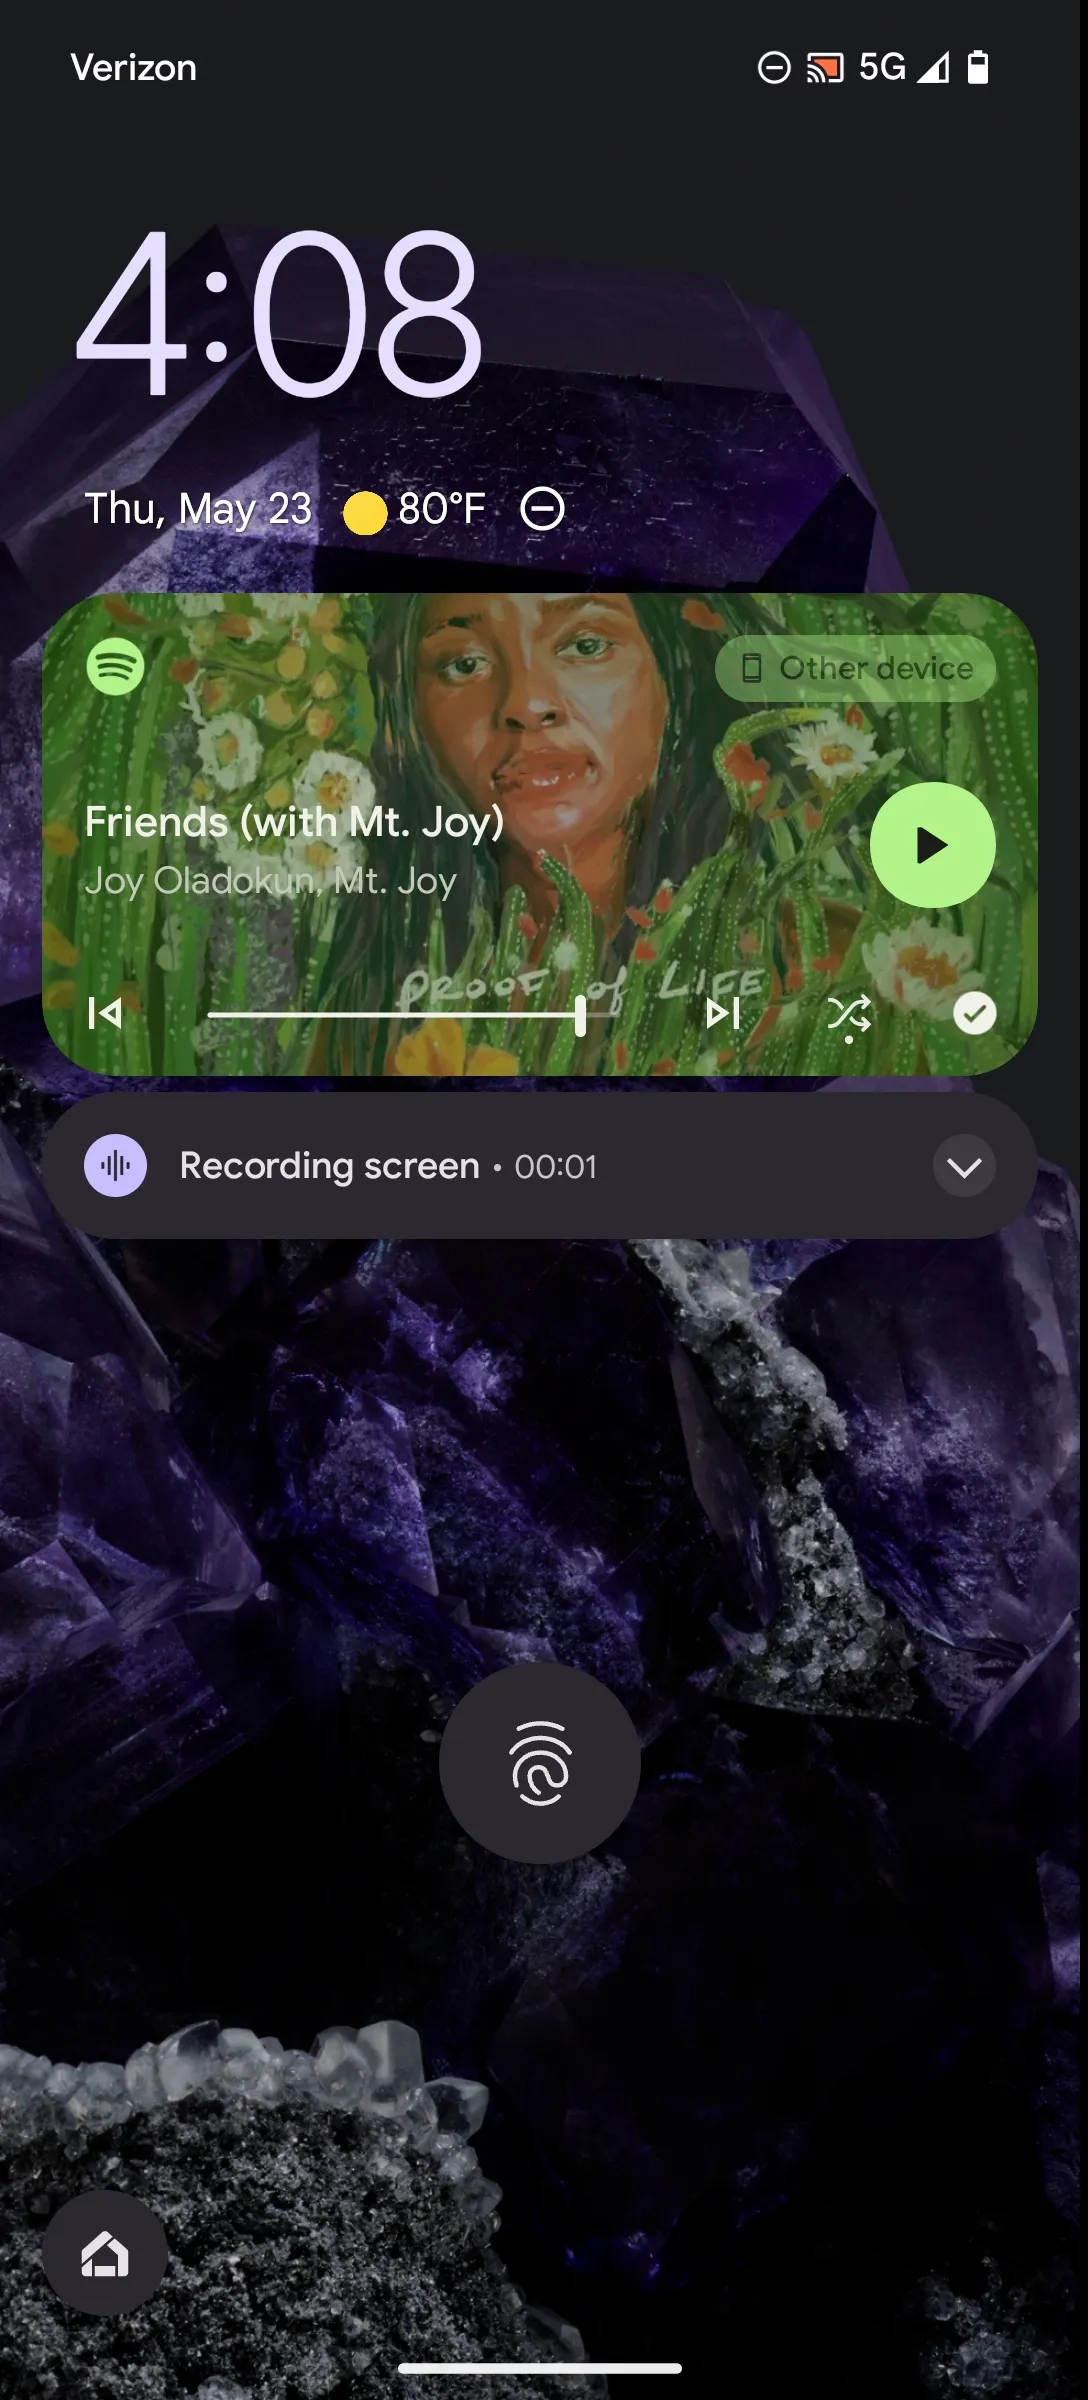 Verizon
5G
4:08
Thu, May 23 80°F
Other device
Friends (with Mt. Joy)
Joy Oladokun, Mt. Joy
PROOF of LIFE
Recording screen • 00:01